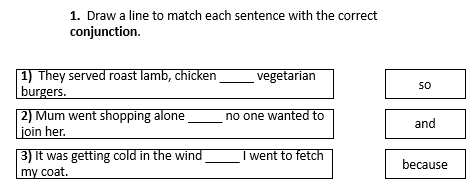 1. Draw a line to match each sentence with the correct
conjunction.
1) They served roast lamb, chicken _____ vegetarian
burgers.
so
2) Mum went shopping alone _____ no one wanted to
join her.
and
3) It was getting cold in the wind _____ I went to fetch
my coat.
because